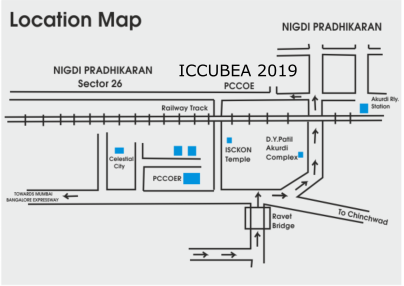 Location Map
NIGDI PRADHIKARAN
NIGDI PRADHIKARAN
Sector 26
ICCUBEA 2019
PCCOE
Railway Track
Akurdi Rly.
Station
Celestial
City
ISCKON
Temple
D.Y.Patil
Akurdi
Complex
PCCOER
TOWARDS MUMBAI
BANGALORE EXPRESSWAY
Ravet
Bridge
To Chinchwad